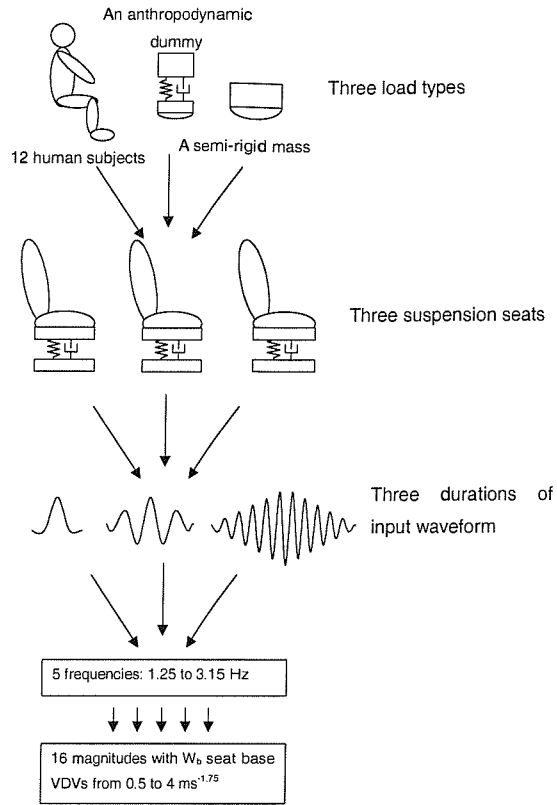 An anthropodynamic
dummy
Three load types
12 human subjects
A semi-rigid mass
Three suspension seats
Three durations of
input waveform
5 frequencies: 1.25 to 3.15 Hz
16 magnitudes with Wb seat base
VDVs from 0.5 to 4 ms-1.75